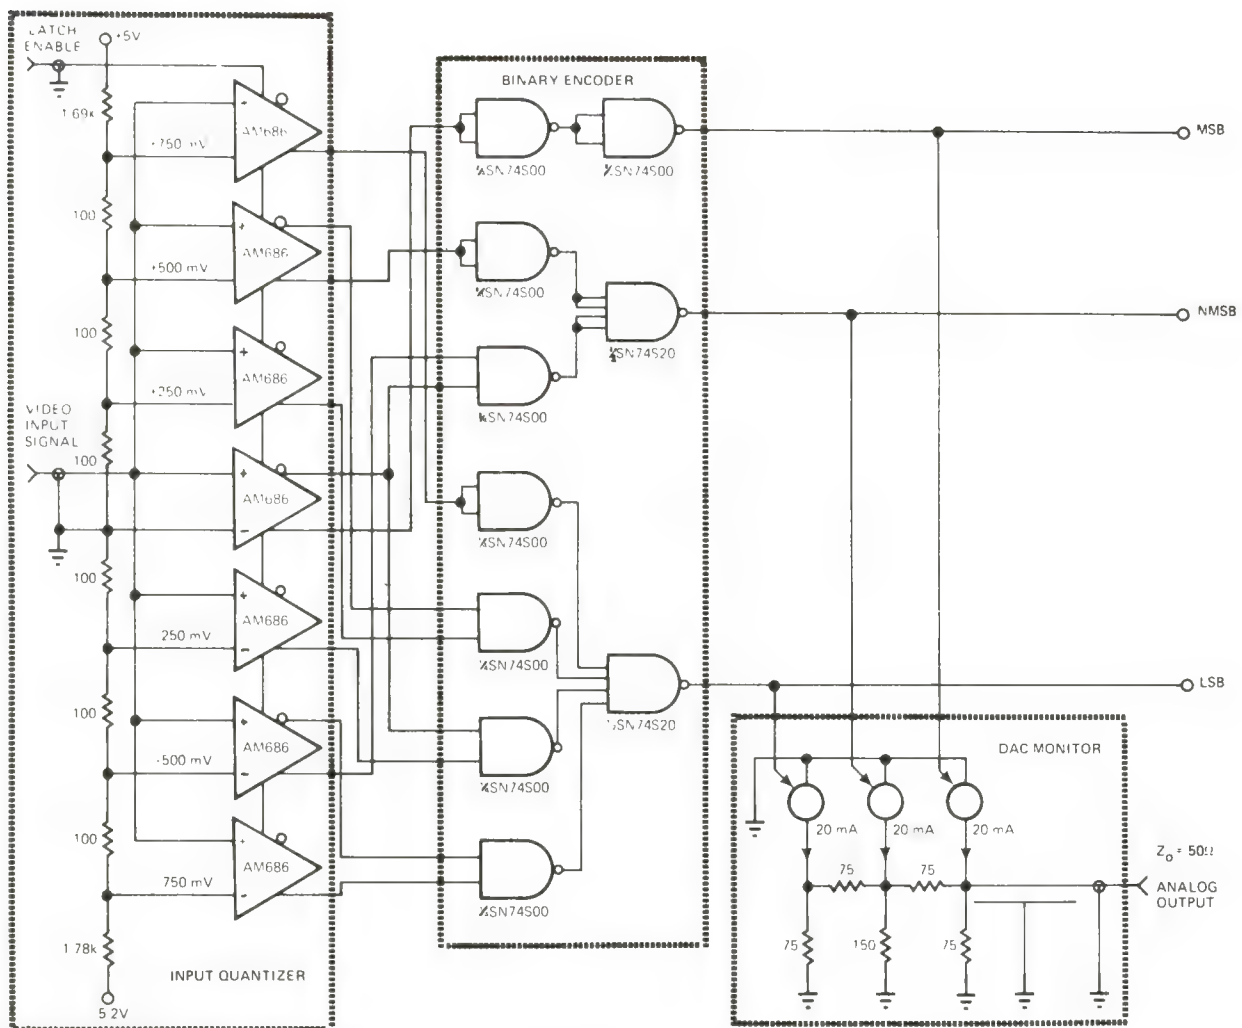 LATCH
ENABLE
+5V
1.69k
+
AM686
+750 mV
100
+
AM686
+500 mV
100
+
AM686
+250 mV
VIDEO
INPUT
SIGNAL
100
+
AM686
-
100
+
AM686
250 mV
-
100
+
AM686
-500 mV
-
100
+
AM686
750 mV
-
1.78k
INPUT QUANTIZER
5.2V
BINARY ENCODER
¼SN74S00
¼SN74S00
¼SN74S00
SN74S20
¼SN74S00
¼SN74S00
¼SN74S00
½SN74S20
¼SN74S00
¼SN74S00
MSB
NMSB
LSB
DAC MONITOR
20 mA
20 mA
20 mA
75
75
75
150
75
Zo = 50Ω
ANALOG
OUTPUT